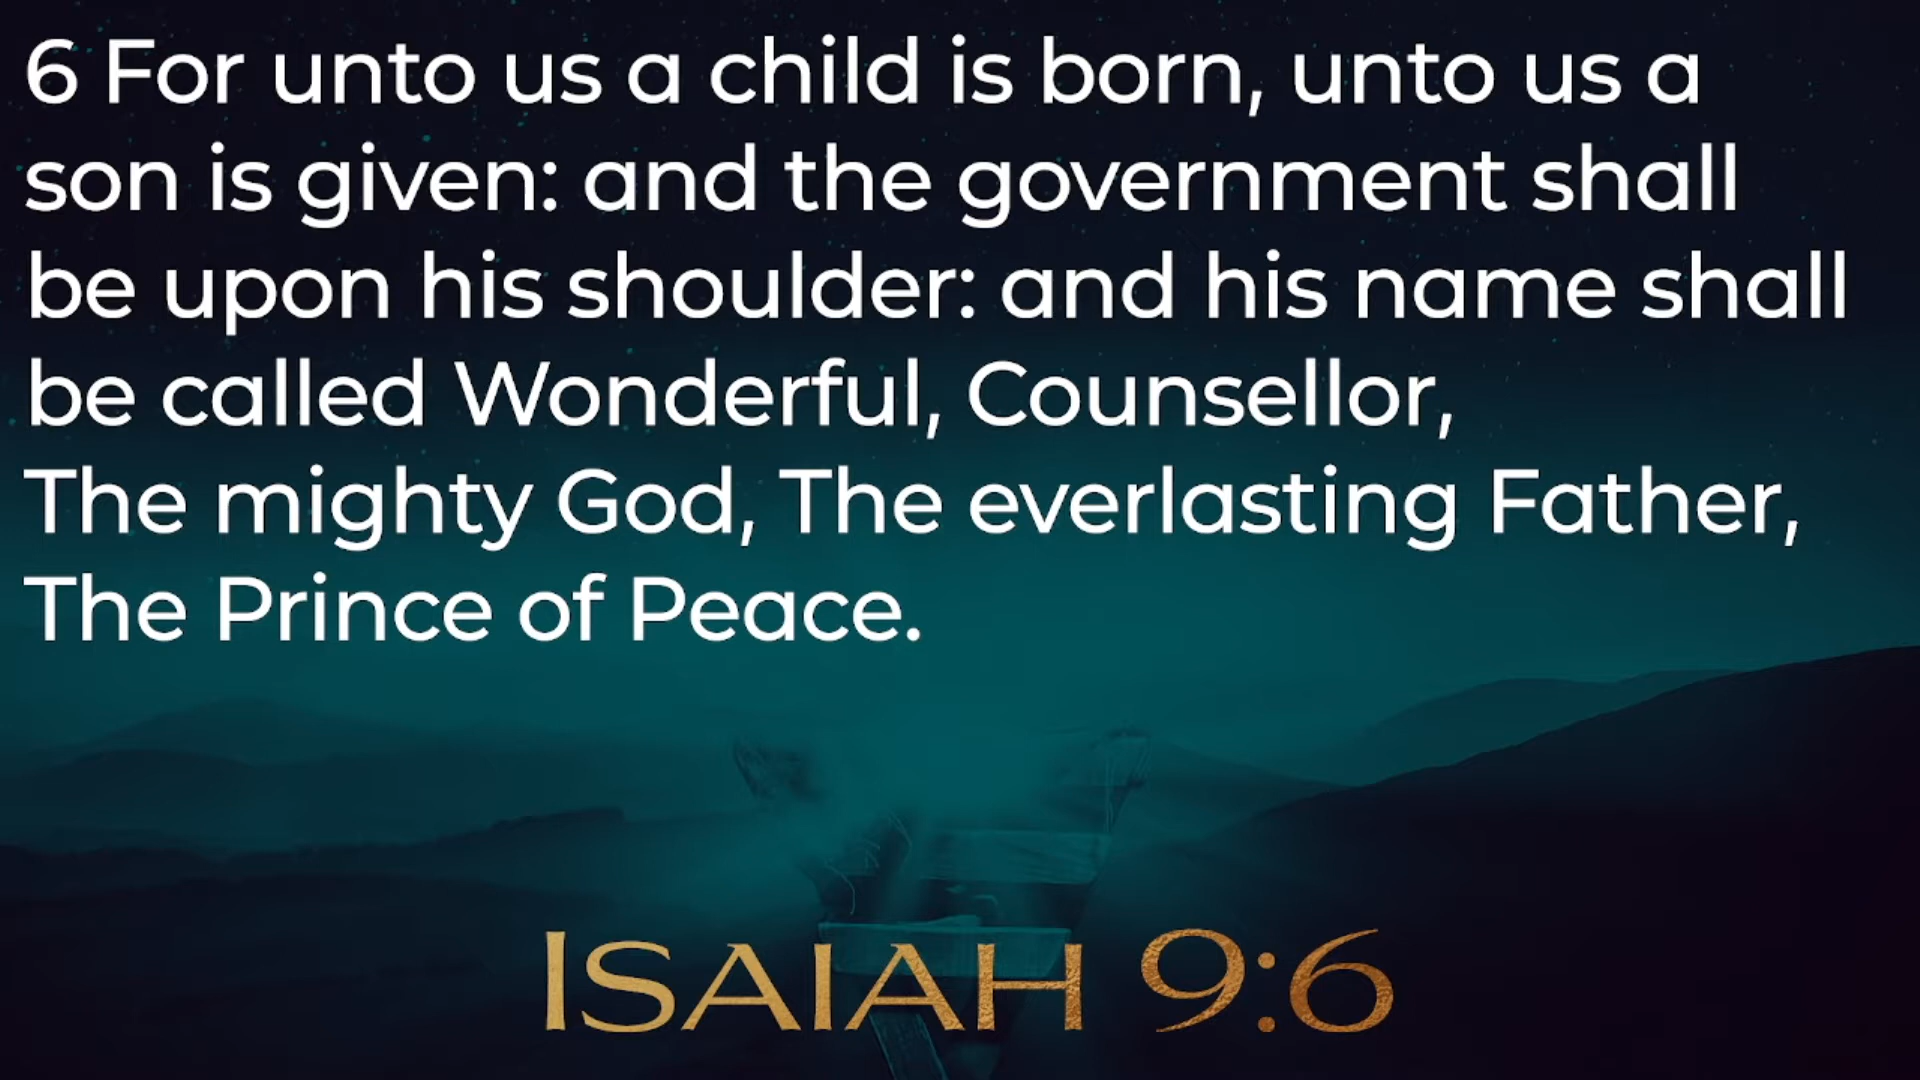 6 For unto us a child is born, unto us a
son is given: and the government shall
be upon his shoulder: and his name shall
be called Wonderful, Counsellor,
The mighty God, The everlasting Father,
The Prince of Peace.
ISAIAH 9:6